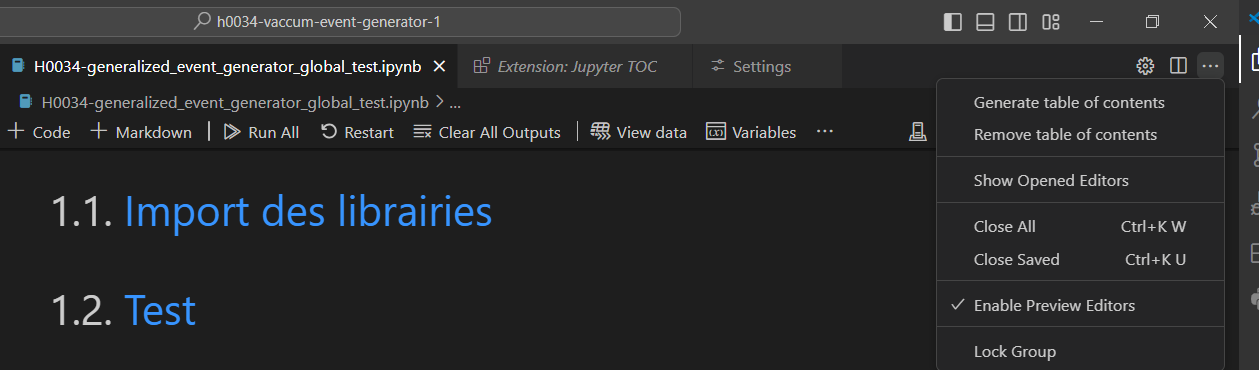 h0034-vaccum-event-generator-1
H0034-generalized_event_generator_global_test.ipynb
Extension: Jupyter TOC
Settings
H0034-generalized_event_generator_global_test.ipynb > ...
+ Code + Markdown | Run All Restart Clear All Outputs | View data Variables ...
1.1. Import des librairies
1.2. Test
Generate table of contents
Remove table of contents
Show Opened Editors
Close All Ctrl+K W
Close Saved Ctrl+K U
Enable Preview Editors
Lock Group